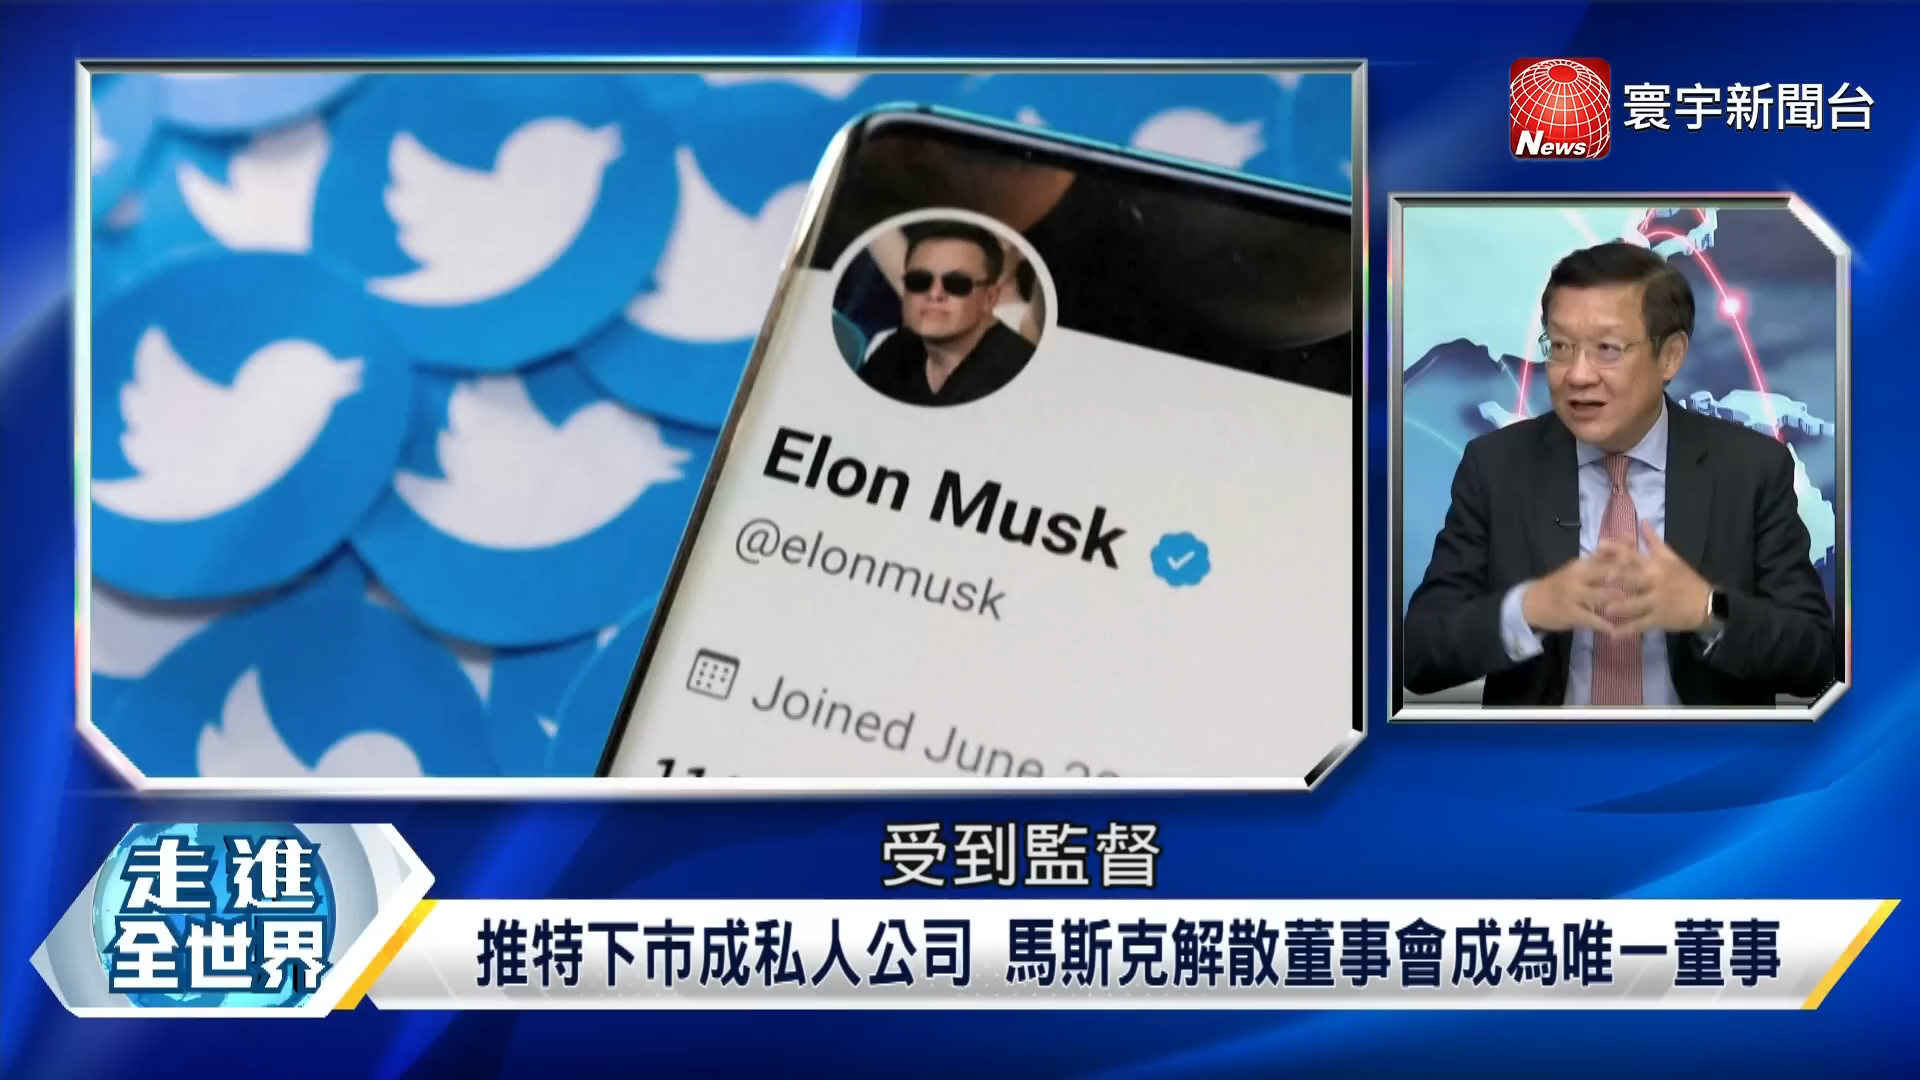 News
寰宇新聞台
Elon Musk
@elonmusk
Joined June
受到監督
走進
全世界
推特下市成私人公司 馬斯克解散董事會成為唯一董事